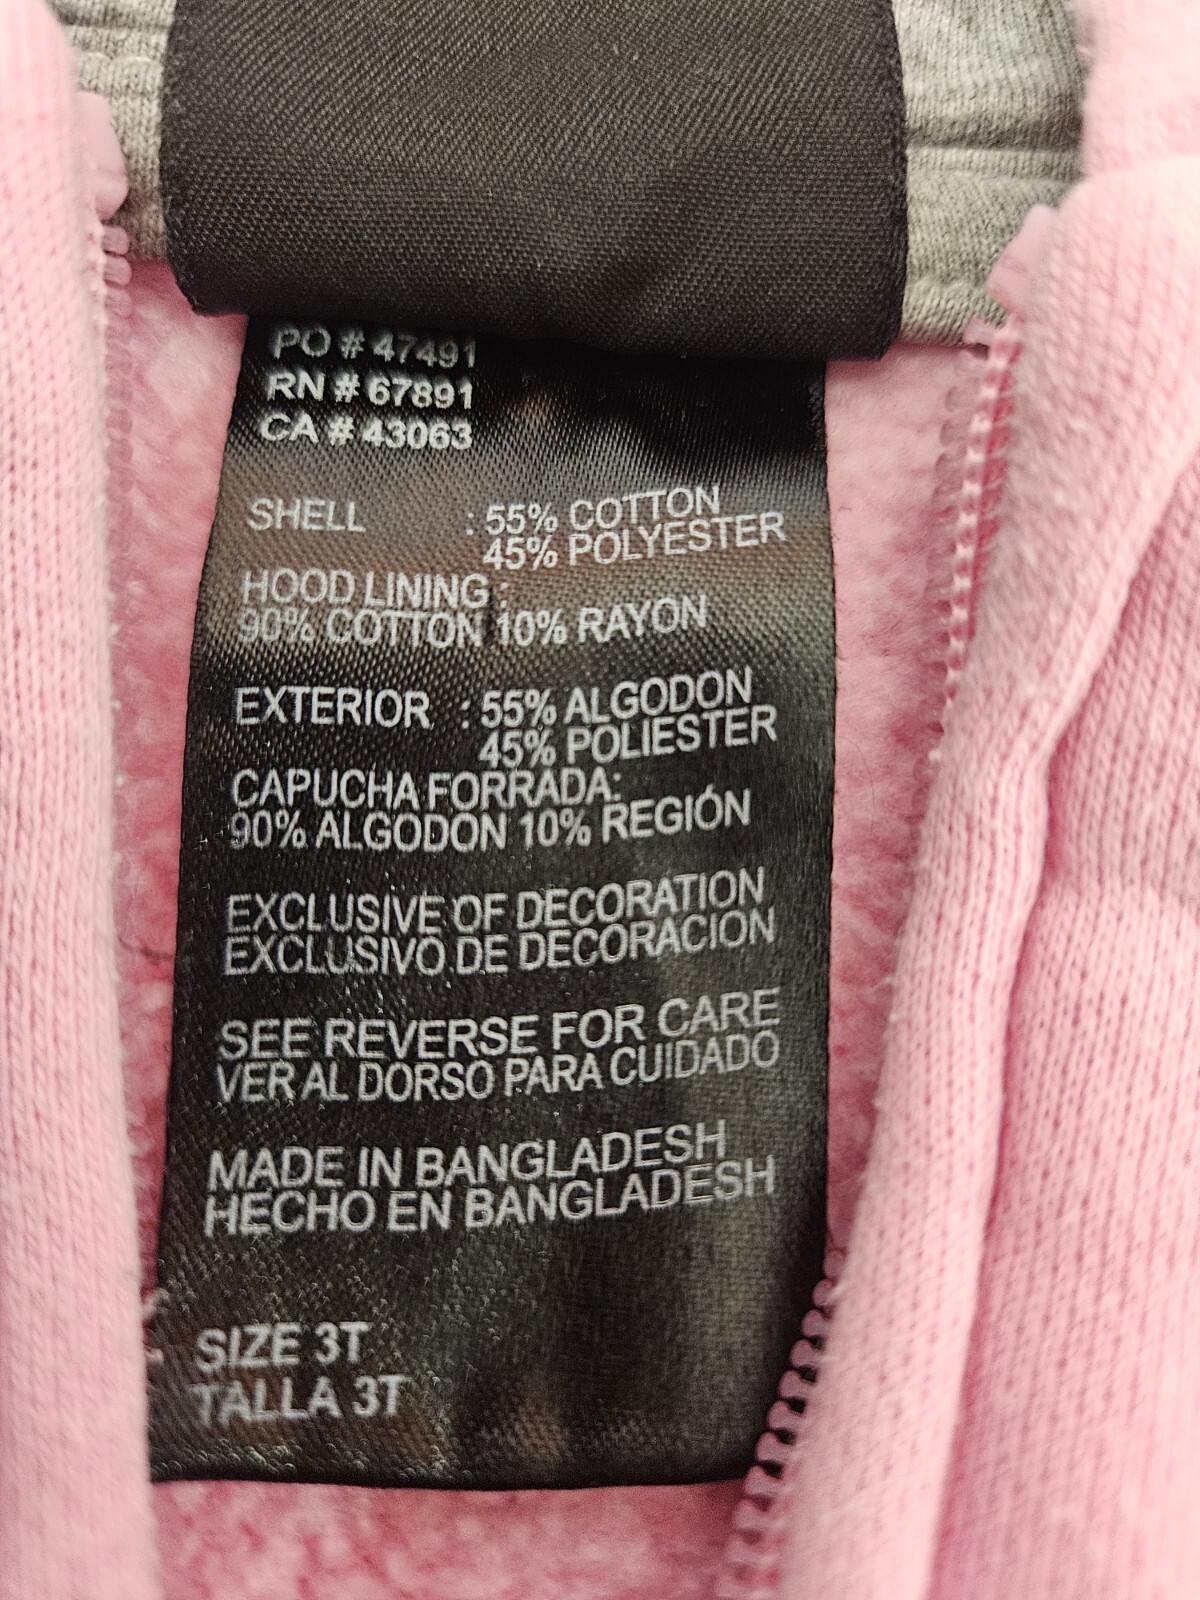 PO # 47491
RN # 67891
CA # 43063
SHELL : 55% COTTON
45% POLYESTER
HOOD LINING :
90% COTTON 10% RAYON
EXTERIOR : 55% ALGODON
45% POLIESTER
CAPUCHA FORRADA:
90% ALGODON 10% REGIÓN
EXCLUSIVE OF DECORATION
EXCLUSIVO DE DECORACION
SEE REVERSE FOR CARE
VER AL DORSO PARA CUIDADO
MADE IN BANGLADESH
HECHO EN BANGLADESH
SIZE 3T
TALLA 3T